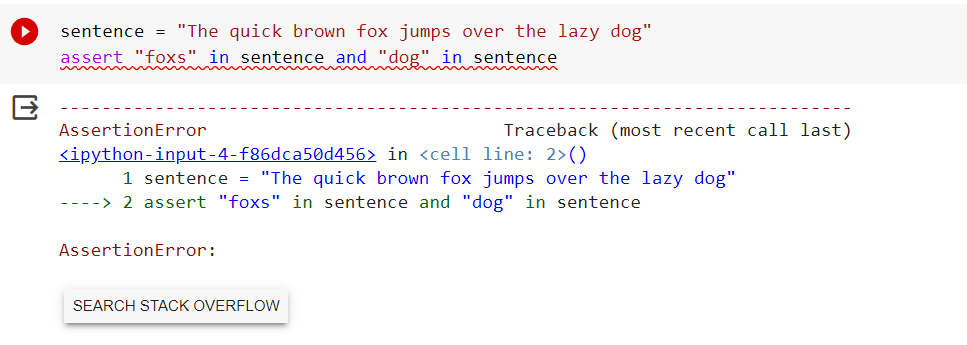 sentence = "The quick brown fox jumps over the lazy dog"
assert "foxs" in sentence and "dog" in sentence
---------------------------------------------------------------------------
AssertionError                            Traceback (most recent call last)
<ipython-input-4-f86dca50d456> in <cell line: 2>()
      1 sentence = "The quick brown fox jumps over the lazy dog"
----> 2 assert "foxs" in sentence and "dog" in sentence

AssertionError:
SEARCH STACK OVERFLOW